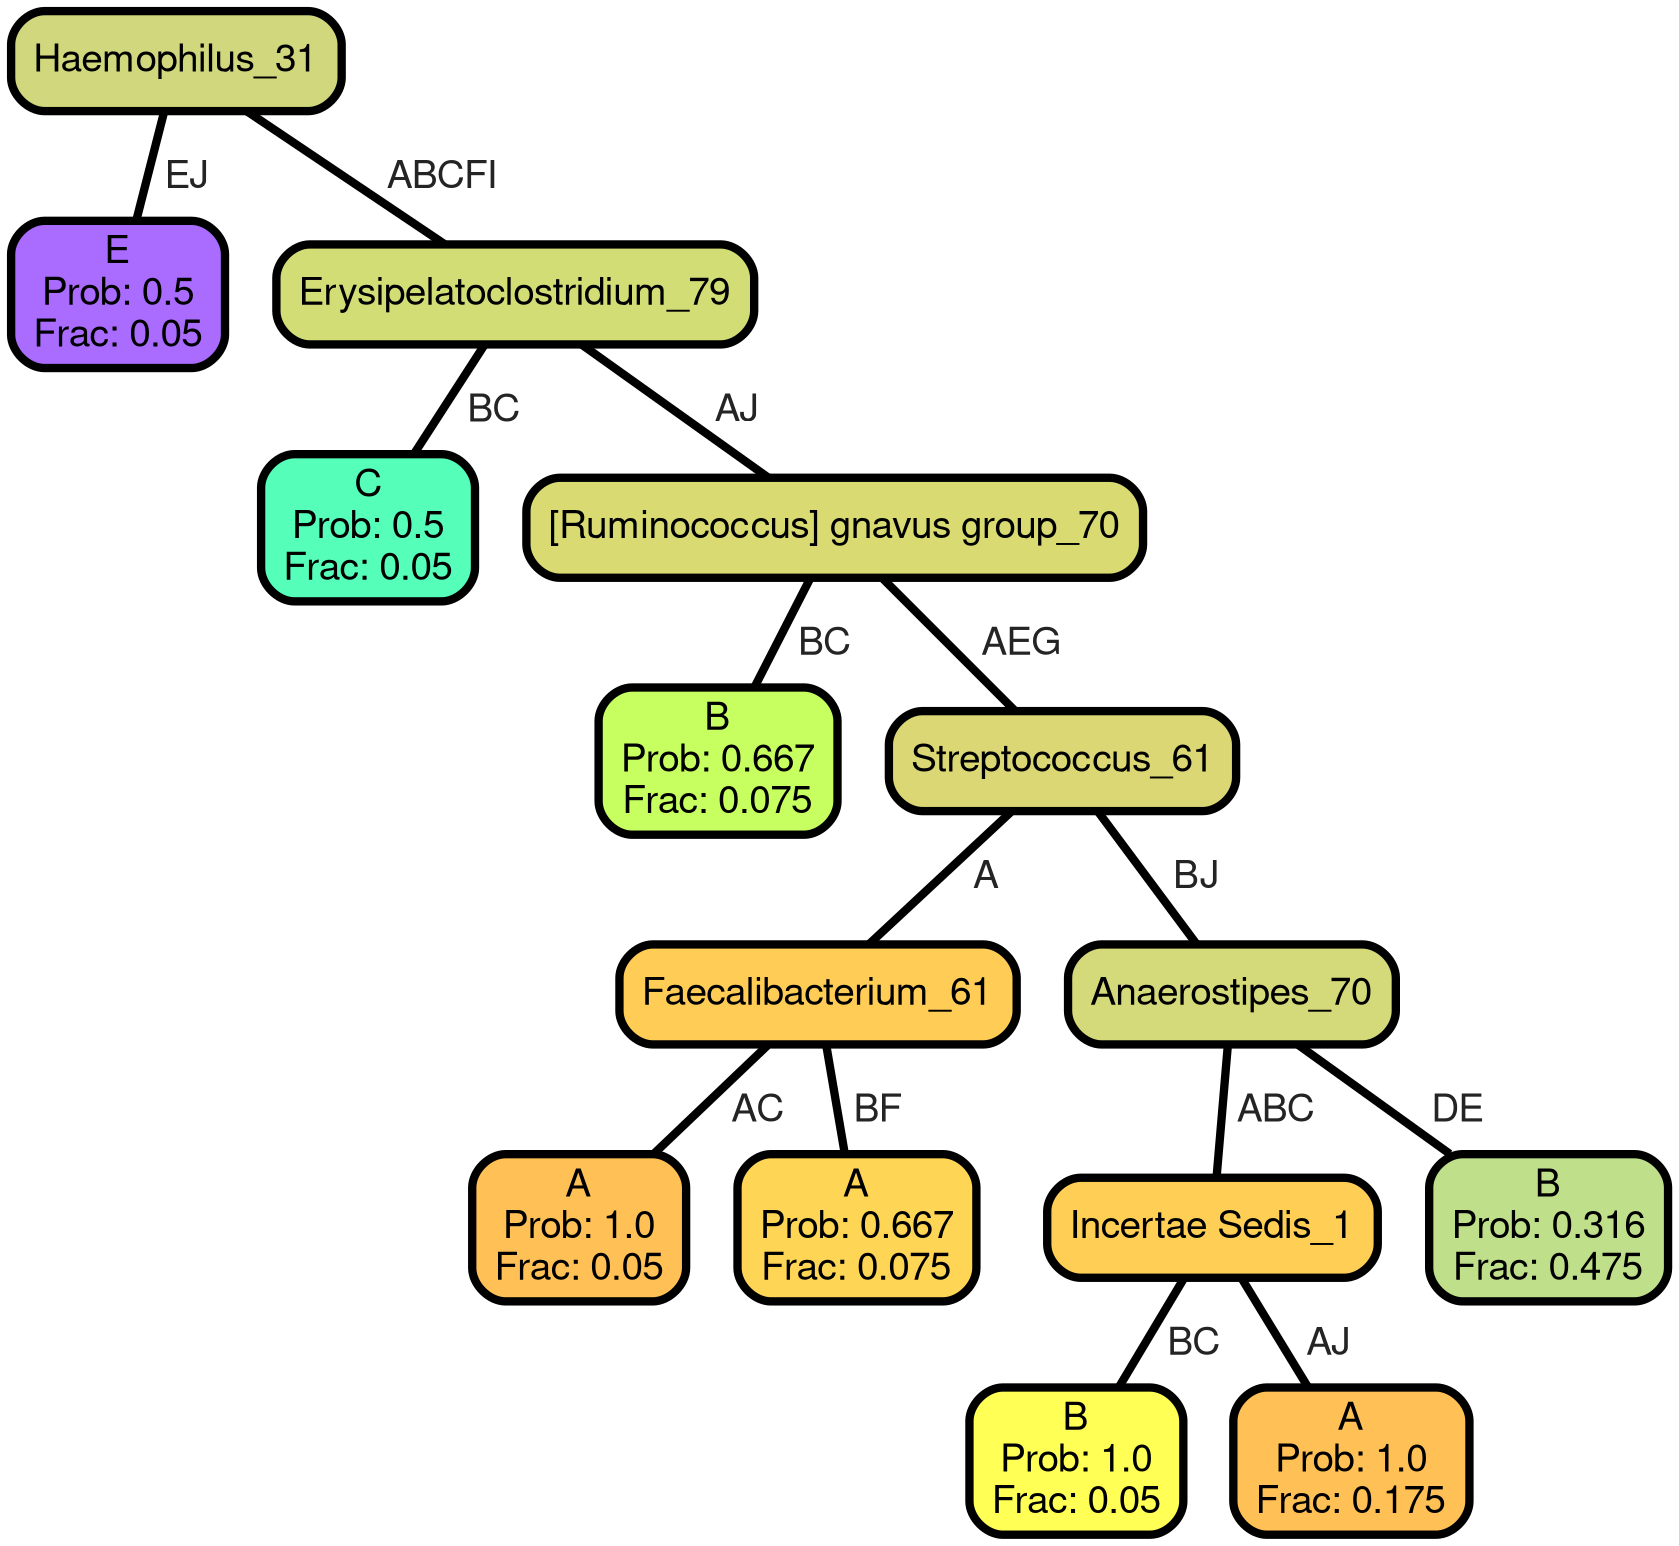 Haemophilus_31
EJ
ABCFI
E
Prob: 0.5
Frac: 0.05
Erysipelatoclostridium_79
BC
AJ
C
Prob: 0.5
Frac: 0.05
[Ruminococcus] gnavus group_70
BC
AEG
B
Prob: 0.667
Frac: 0.075
Streptococcus_61
A
BJ
Faecalibacterium_61
Anaerostipes_70
AC
BF
ABC
DE
A
Prob: 1.0
Frac: 0.05
A
Prob: 0.667
Frac: 0.075
Incertae Sedis_1
B
Prob: 0.316
Frac: 0.475
BC
AJ
B
Prob: 1.0
Frac: 0.05
A
Prob: 1.0
Frac: 0.175